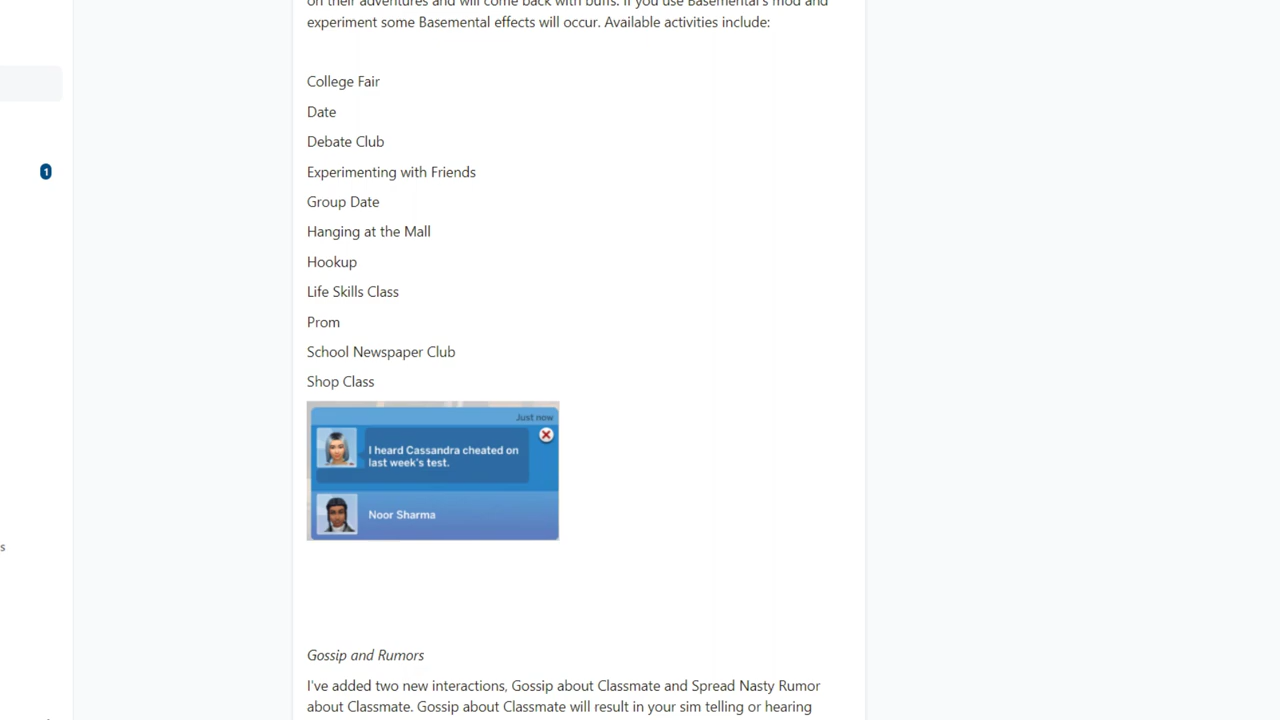 on their adventures and will come back with buffs. If you use Basemental's mod and
experiment some Basemental effects will occur. Available activities include:
College Fair
Date
Debate Club
1
Experimenting with Friends
Group Date
Hanging at the Mall
Hookup
Life Skills Class
Prom
School Newspaper Club
Shop Class
Just now
I heard Cassandra cheated on
last week's test.
Noor Sharma
s
Gossip and Rumors
I've added two new interactions, Gossip about Classmate and Spread Nasty Rumor
about Classmate. Gossip about Classmate will result in your sim telling or hearing